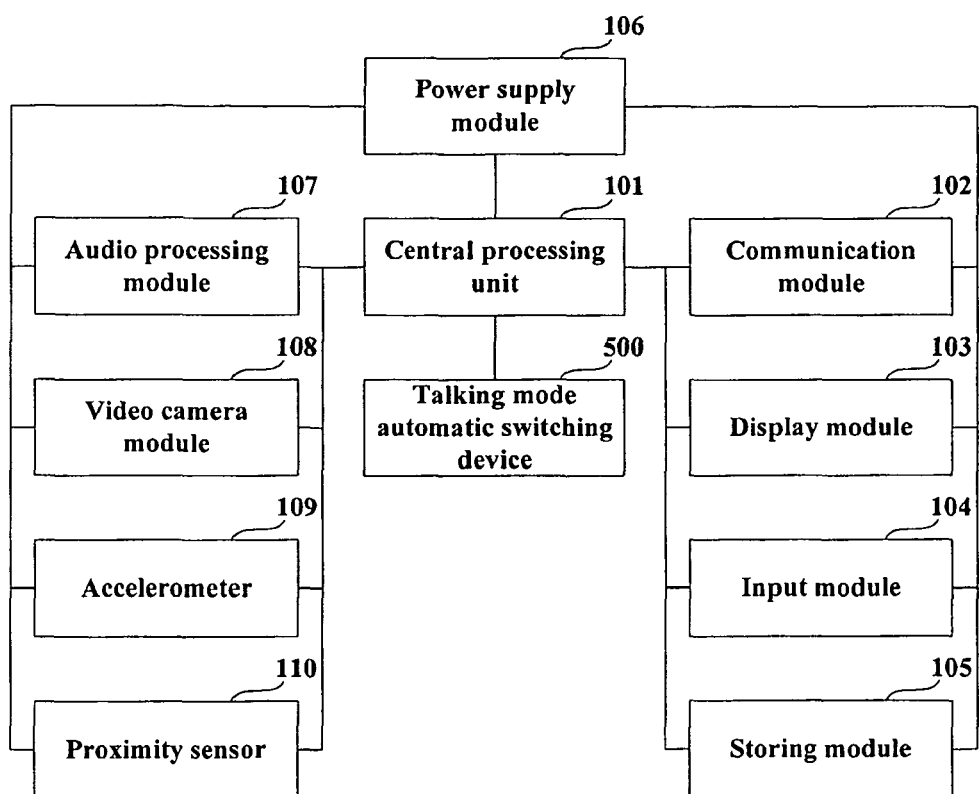 106
Power supply
module
107
101
102
Audio processing
module
Central processing
unit
Communication
module
108
500
103
Video camera
module
Talking mode
automatic switching
device
Display module
109
104
Accelerometer
Input module
110
105
Proximity sensor
Storing module